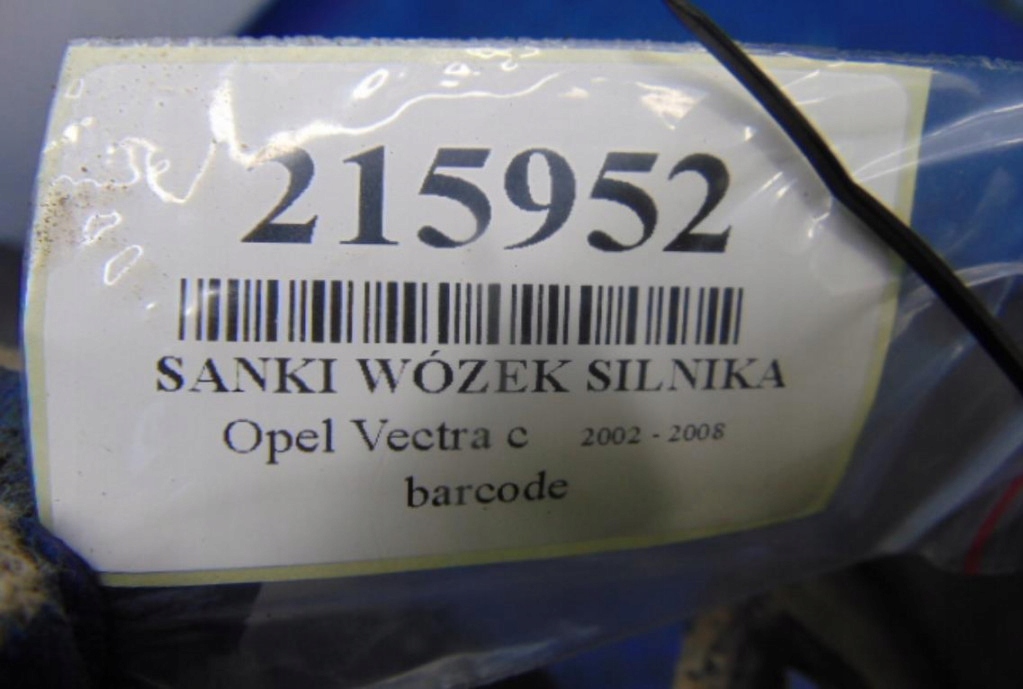 215952
SANKI WÓZEK SILNIKA
Opel Vectra c 2002 - 2008
barcode